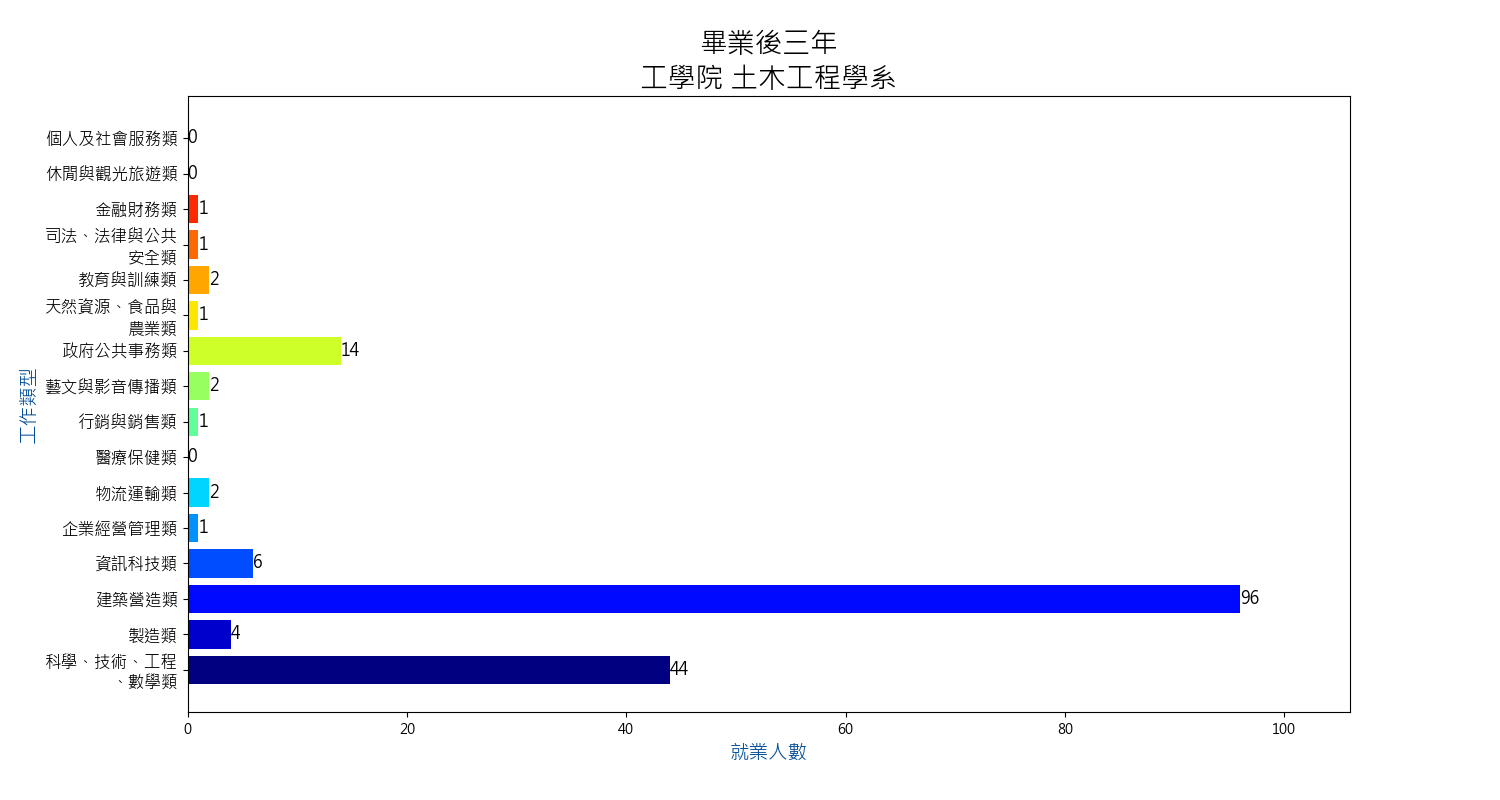 畢業後三年
工學院 土木工程學系
個人及社會服務類 0
休閒與觀光旅遊類 0
金融財務類 1
司法、法律與公共
安全類 1
教育與訓練類 2
天然資源、食品與
農業類 1
政府公共事務類 14
藝文與影音傳播類 2
行銷與銷售類 1
醫療保健類 0
物流運輸類 2
企業經營管理類 1
資訊科技類 6
建築營造類 96
製造類 4
科學、技術、工程
、數學類 44
工作類型
0 20 40 60 80 100
就業人數